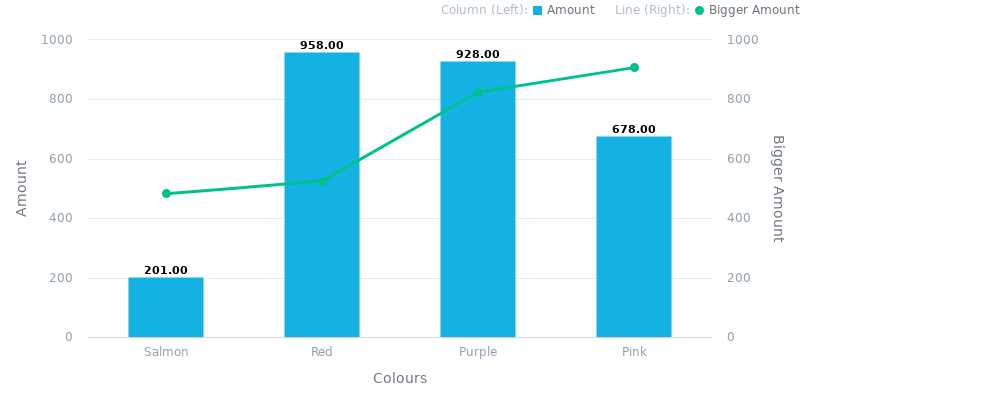 Column (Left): Amount Line (Right): Bigger Amount
1000 1000
958.00
928.00
800 800
678.00
600 600
Amount
Bigger Amount
400 400
201.00
200 200
0 0
Salmon Red Purple Pink
Colours